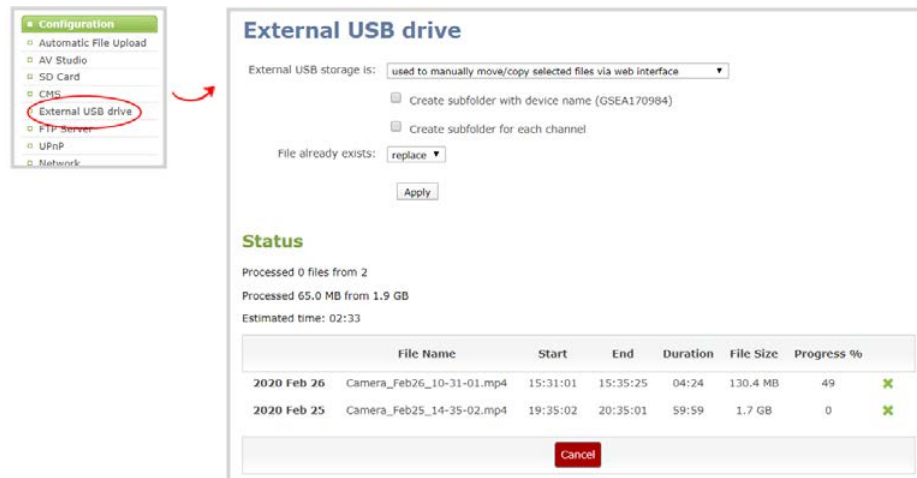 Configuration
Automatic File Upload
AV Studio
SD Card
CMS
External USB drive
FTP Server
UPnP
Network
External USB drive
External USB storage is: used to manually move/copy selected files via web interface
Create subfolder with device name (GSEA170984)
Create subfolder for each channel
File already exists: replace
Apply
Status
Processed 0 files from 2
Processed 65.0 MB from 1.9 GB
Estimated time: 02:33
File Name Start End Duration File Size Progress %
2020 Feb 26 Camera_Feb26_10-31-01.mp4 15:31:01 15:35:25 04:24 130.4 MB 49
2020 Feb 25 Camera_Feb25_14-35-02.mp4 19:35:02 20:35:01 59:59 1.7 GB 0
Cancel